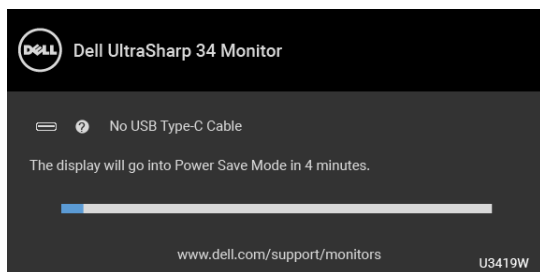 DELL
Dell UltraSharp 34 Monitor
? No USB Type-C Cable
The display will go into Power Save Mode in 4 minutes.
www.dell.com/support/monitors
U3419W